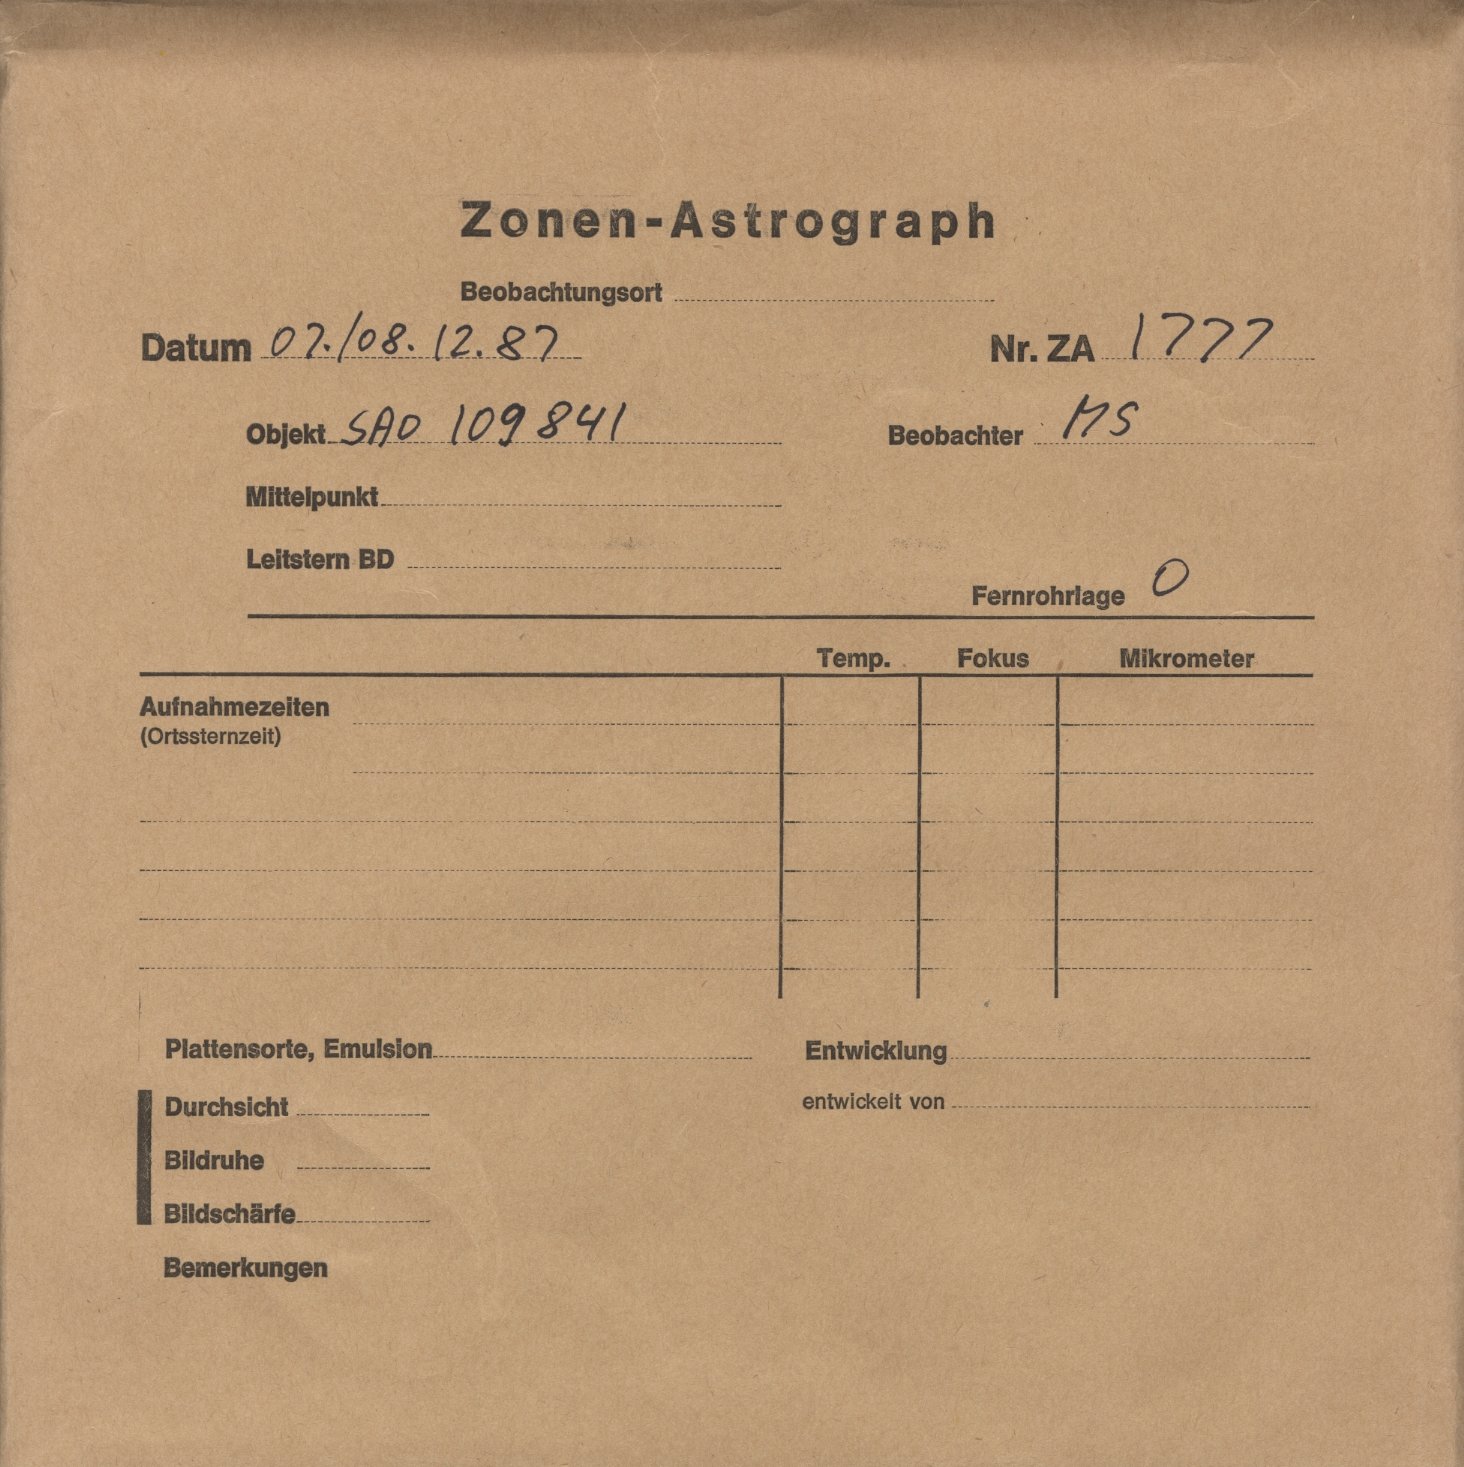 Zonen-Astrograph
Beobachtungsort
Datum 07./08.12.87 Nr. ZA 1777
Objekt SAO 109841 Beobachter MS
Mittelpunkt
Leitstern BD
Fernrohrlage O
Temp. Fokus Mikrometer
Aufnahmezeiten
(Ortssternzeit)
Plattensorte, Emulsion Entwicklung
Durchsicht entwickelt von
Bildruhe
Bildschärfe
Bemerkungen